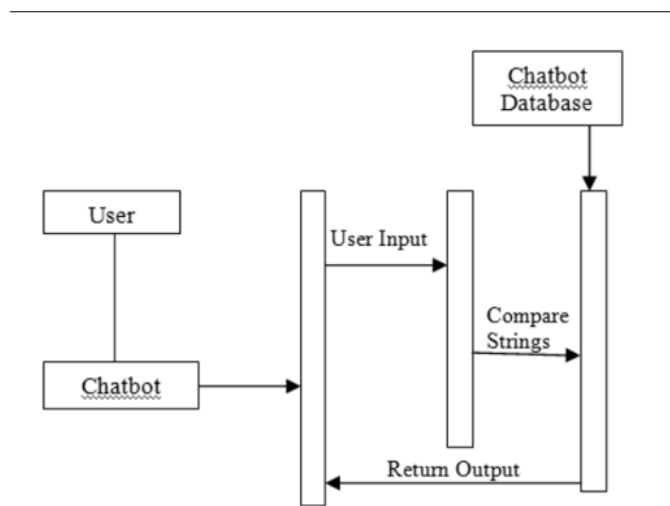 Chatbot
Database
User
User Input
Compare
Strings
Chatbot
Return Output